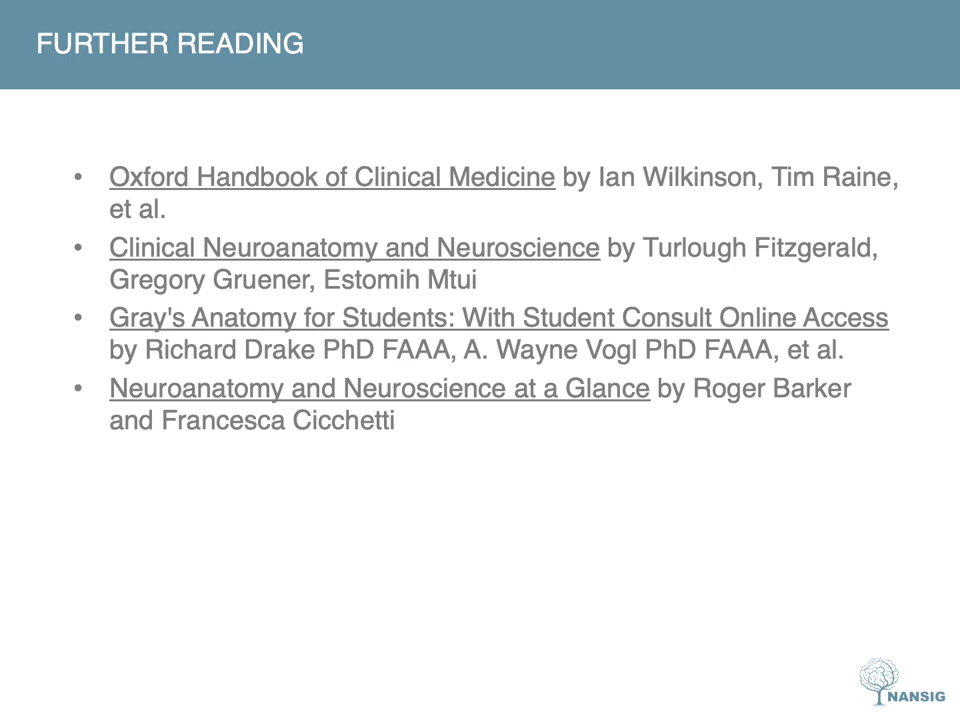 FURTHER READING
• Oxford Handbook of Clinical Medicine by Ian Wilkinson, Tim Raine,
et al.
• Clinical Neuroanatomy and Neuroscience by Turlough Fitzgerald,
Gregory Gruener, Estomih Mtui
• Gray's Anatomy for Students: With Student Consult Online Access
by Richard Drake PhD FAAA, A. Wayne Vogl PhD FAAA, et al.
• Neuroanatomy and Neuroscience at a Glance by Roger Barker
and Francesca Cicchetti
NANSIG